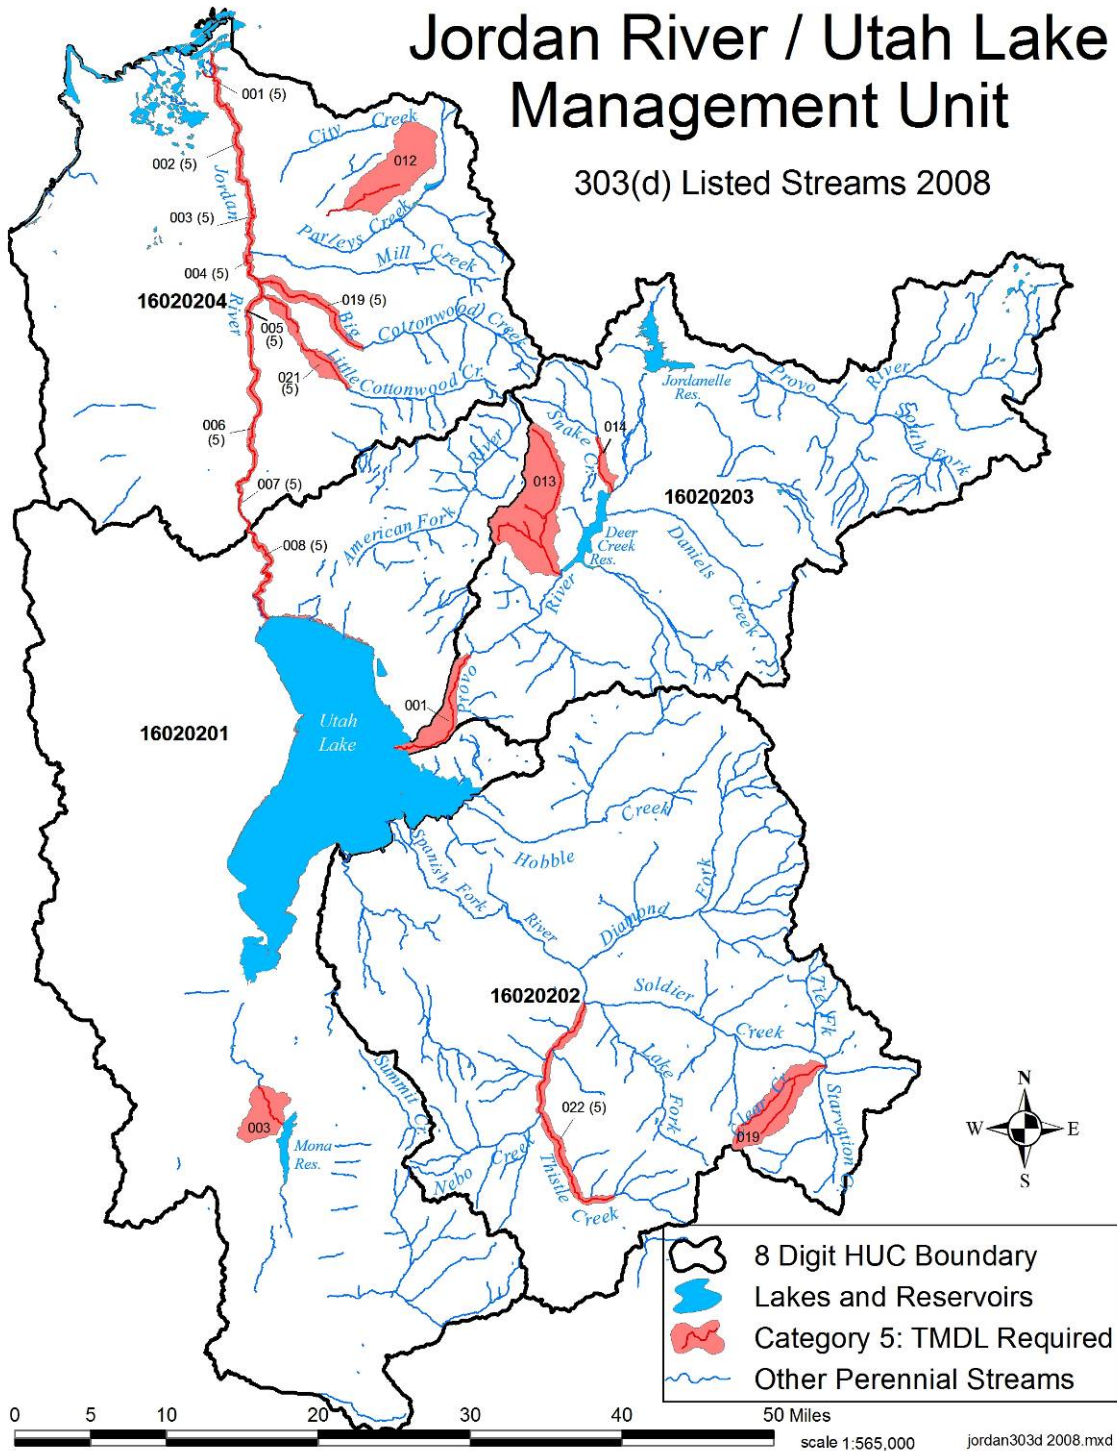 Jordan River / Utah Lake
Management Unit
303(d) Listed Streams 2008
001 (5)
City Creek
002 (5)
012
Jordan
003 (5)
Parleys Creek
Mill Creek
004 (5)
16020204
River
019 (5)
Big
Cottonwood Creek
005
(5)
Little
Cottonwood Cr.
021
(5)
Jordanelle
Res.
Provo
River
South Fork
006
(5)
River
Snake Cr.
014
013
007 (5)
16020203
American Fork
008 (5)
Deer
Creek
Res.
Daniels
Creek
River
Provo
001
16020201
Utah
Lake
Creek
Hobble
Spanish Fork
River
Diamond
Fork
16020202
Soldier
Creek
Tie Fk
Lake
Fork
Summit Cr.
022 (5)
Clear Cr.
019
Starvation C.
003
Mona
Res.
Nebo
Creek
Thistle
Creek
N
W
E
S
8 Digit HUC Boundary
Lakes and Reservoirs
Category 5: TMDL Required
Other Perennial Streams
0 5 10 20 30 40 50 Miles
scale 1:565,000
jordan303d 2008.mxd